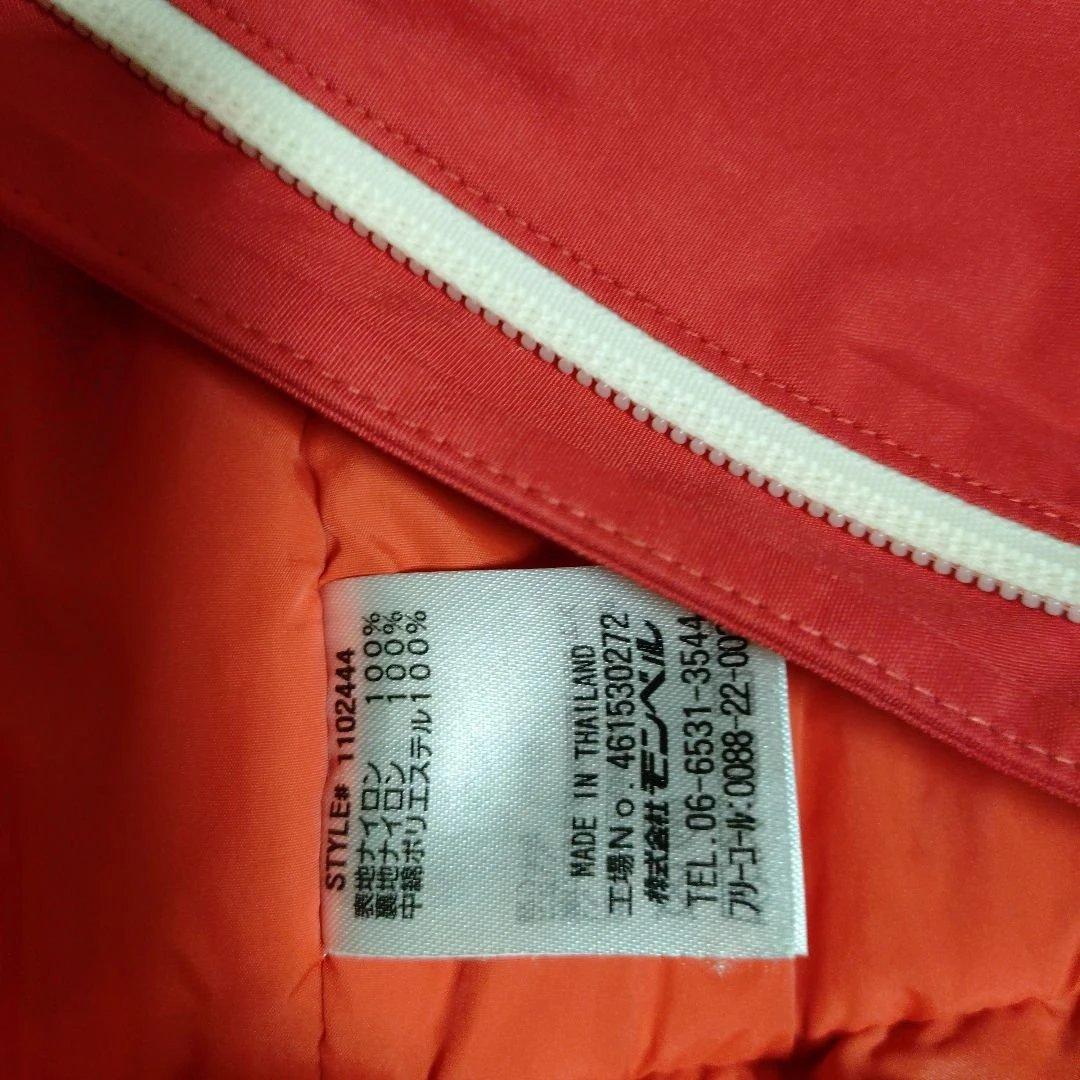 STYLE# 1102444
表地ナイロン 100%
裏地ナイロン 100%
中綿ポリエステル100%
MADE IN THAILAND
工場No.461530272
株式会社 モンベル
TEL.06-6531-3544
フリーコール:0088-22-00